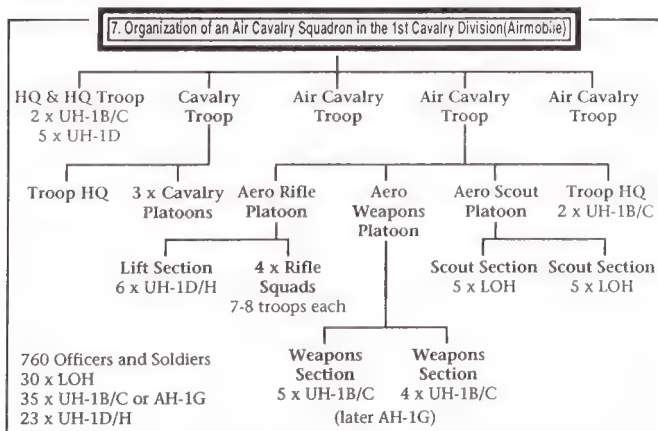 7. Organization of an Air Cavalry Squadron in the 1st Cavalry Division(Airmobile)
HQ & HQ Troop
2 x UH-1B/C
5 x UH-1D
Cavalry
Troop
Air Cavalry
Troop
Air Cavalry
Troop
Air Cavalry
Troop
Troop HQ
3 x Cavalry
Platoons
Aero Rifle
Platoon
Aero
Weapons
Platoon
Aero Scout
Platoon
Troop HQ
2 x UH-1B/C
Lift Section
6 x UH-1D/H
4 x Rifle
Squads
7-8 troops each
Scout Section
5 x LOH
Scout Section
5 x LOH
Weapons
Section
5 x UH-1B/C
Weapons
Section
4 x UH-1B/C
(later AH-1G)
760 Officers and Soldiers
30 x LOH
35 x UH-1B/C or AH-1G
23 x UH-1D/H